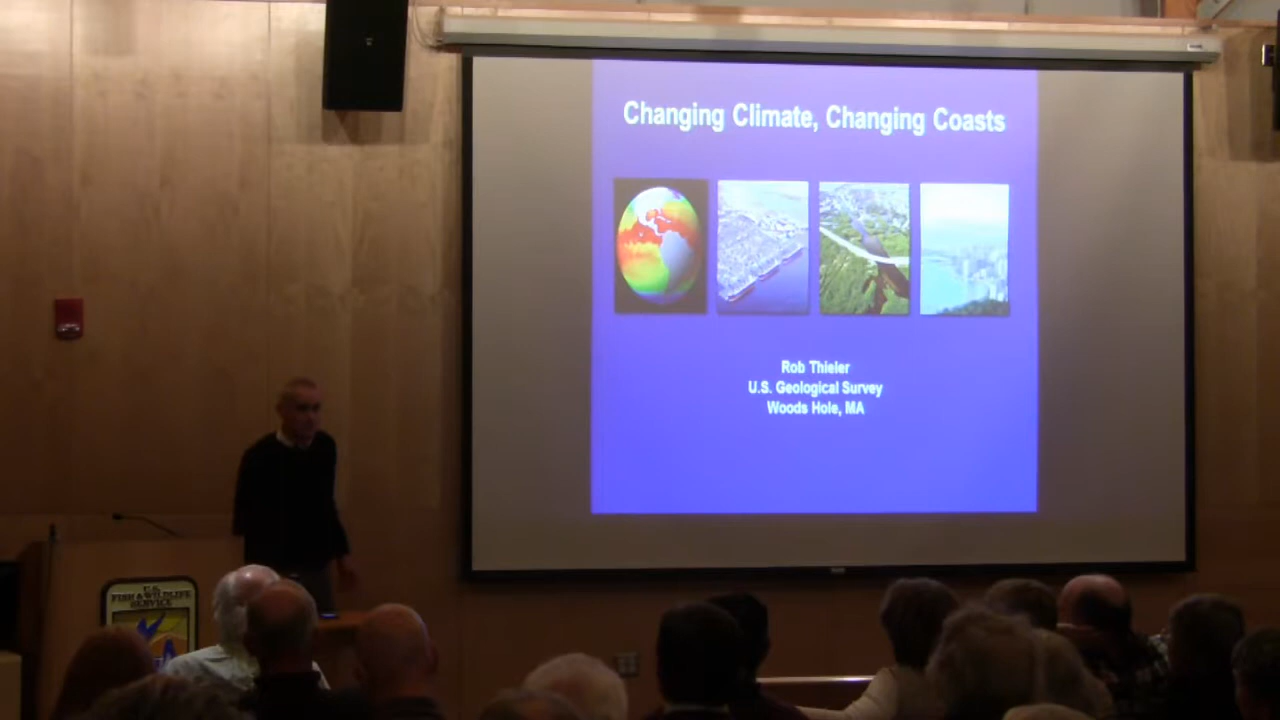 Changing Climate, Changing Coasts
Rob Thieler
U.S. Geological Survey
Woods Hole, MA
U.S.
FISH & WILDLIFE
SERVICE